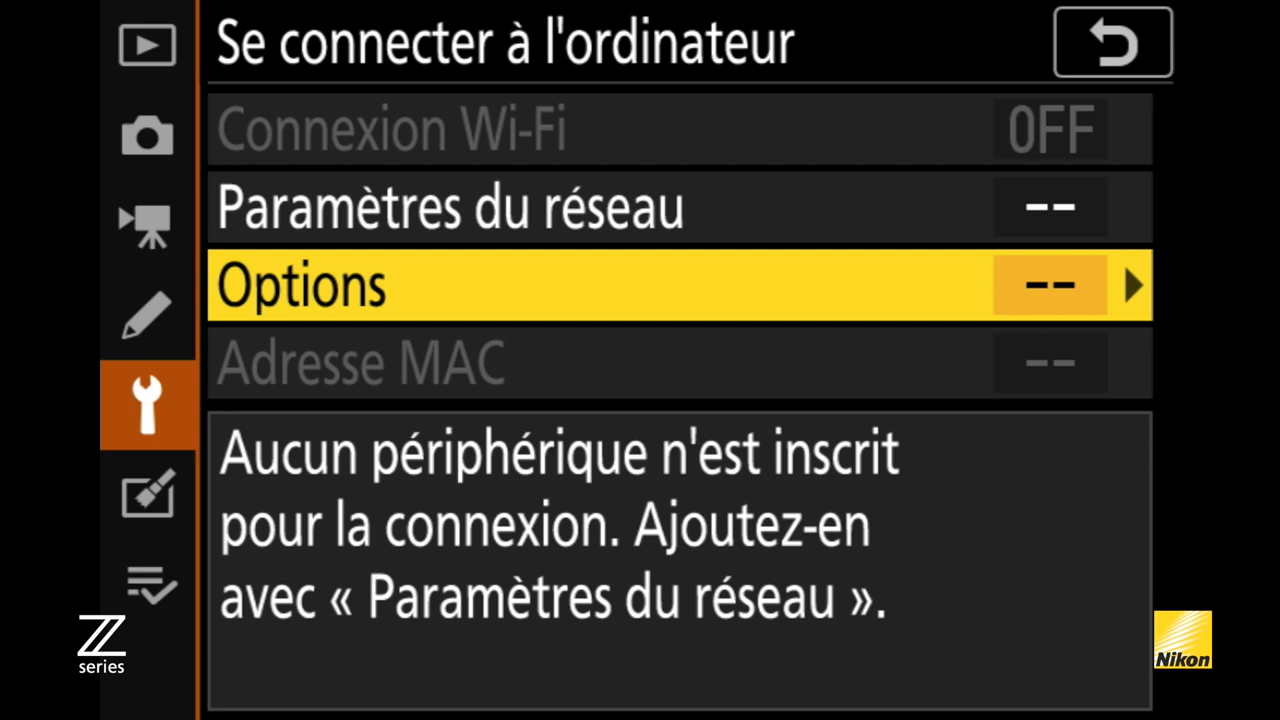 Se connecter à l'ordinateur
Connexion Wi-Fi OFF
Paramètres du réseau --
Options --
Adresse MAC --
Aucun périphérique n'est inscrit
pour la connexion. Ajoutez-en
avec « Paramètres du réseau ».
Z
series
Nikon